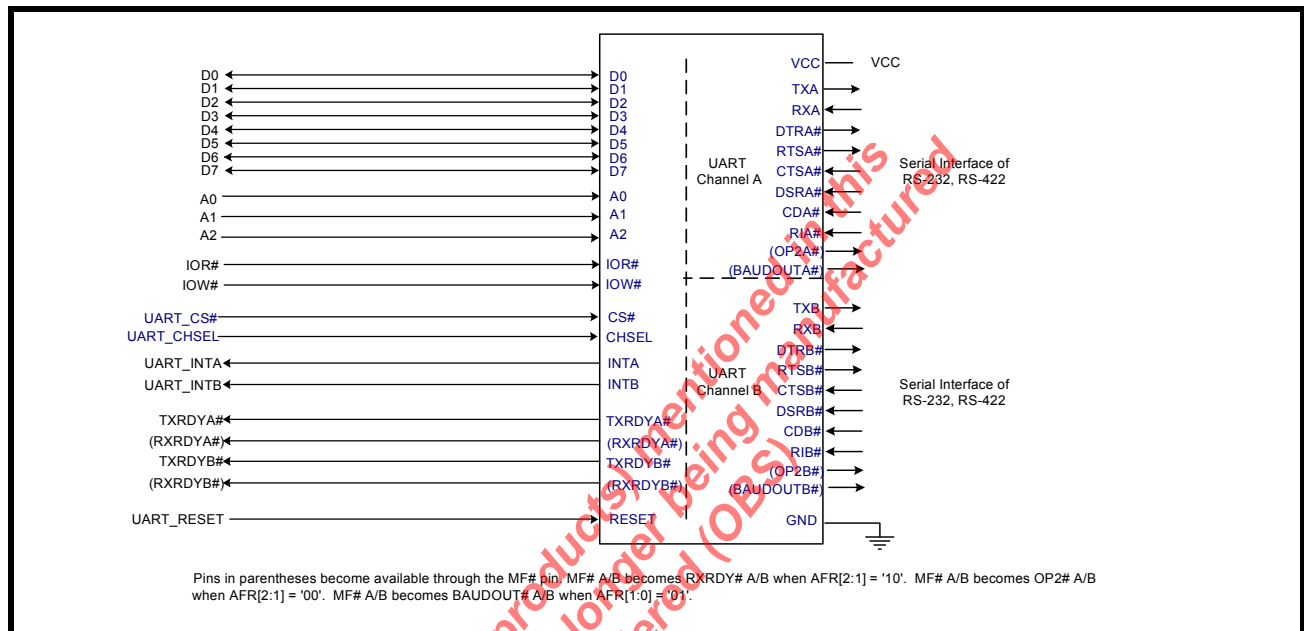 D0
D1
D2
D3
D4
D5
D6
D7
A0
A1
A2
IOR#
IOW#
UART_CS#
UART_CHSEL
UART_INTA
UART_INTB
TXRDYA#
(RXRDYA#)
TXRDYB#
(RXRDYB#)
UART_RESET
D0
D1
D2
D3
D4
D5
D6
D7
A0
A1
A2
IOR#
IOW#
CS#
CHSEL
INTA
INTB
TXRDYA#
(RXRDYA#)
TXRDYB#
(RXRDYB#)
RESET
UART
Channel A
UART
Channel B
VCC
TXA
RXA
DTRA#
RTSA#
CTSA#
DSRA#
CDA#
RIA#
(OP2A#)
(BAUDOUTA#)
TXB
RXB
DTRB#
RTSB#
CTSB#
DSRB#
CDB#
RIB#
(OP2B#)
(BAUDOUTB#)
GND
VCC
Serial Interface of
RS-232, RS-422
Serial Interface of
RS-232, RS-422
Pins in parentheses become available through the MF# pin. MF# A/B becomes RXRDY# A/B when AFR[2:1] = '10'. MF# A/B becomes OP2# A/B
when AFR[2:1] = '00'. MF# A/B becomes BAUDOUT# A/B when AFR[1:0] = '01'.
products) mentioned in this
longer being manufactured
(OBS)